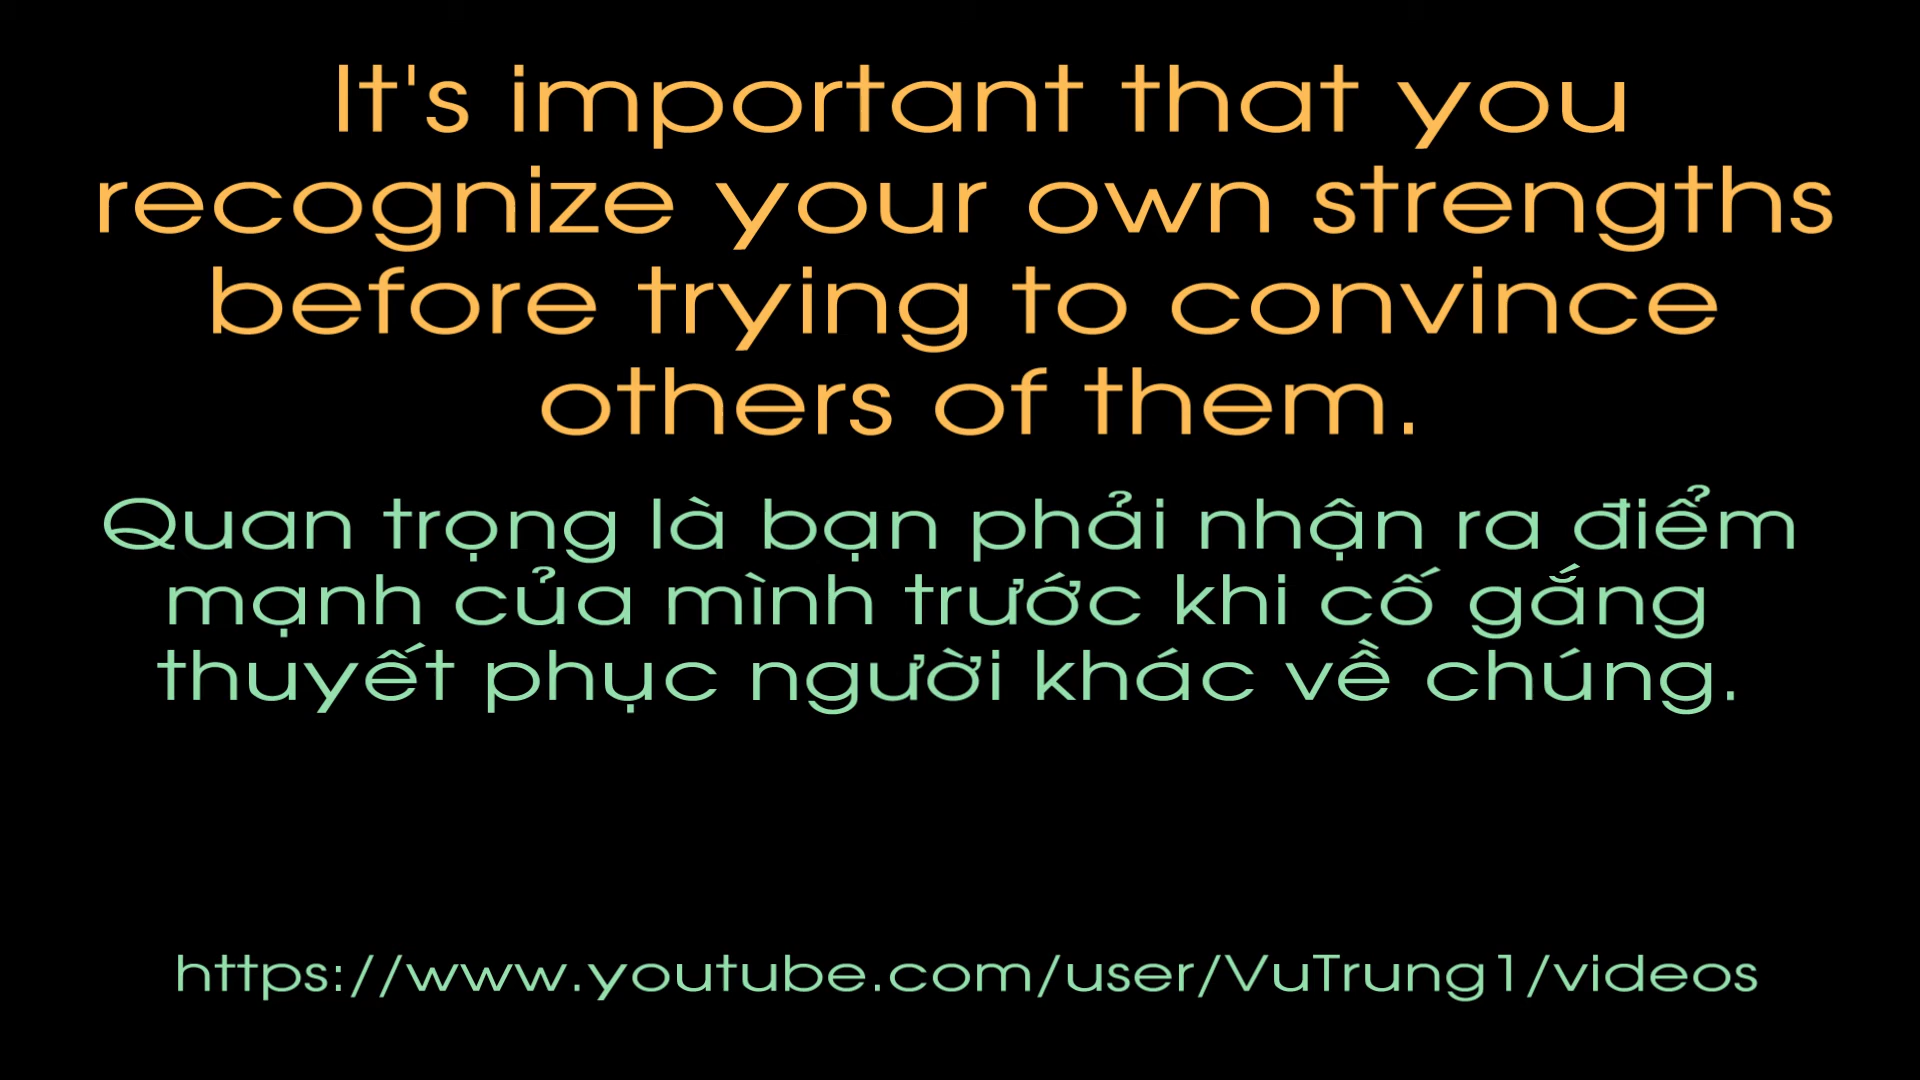 It's important that you
recognize your own strengths
before trying to convince
others of them.
Quan trọng là bạn phải nhận ra điểm
mạnh của mình trước khi cố gắng
thuyết phục người khác về chúng.
https://www.youtube.com/user/VuTrung1/videos